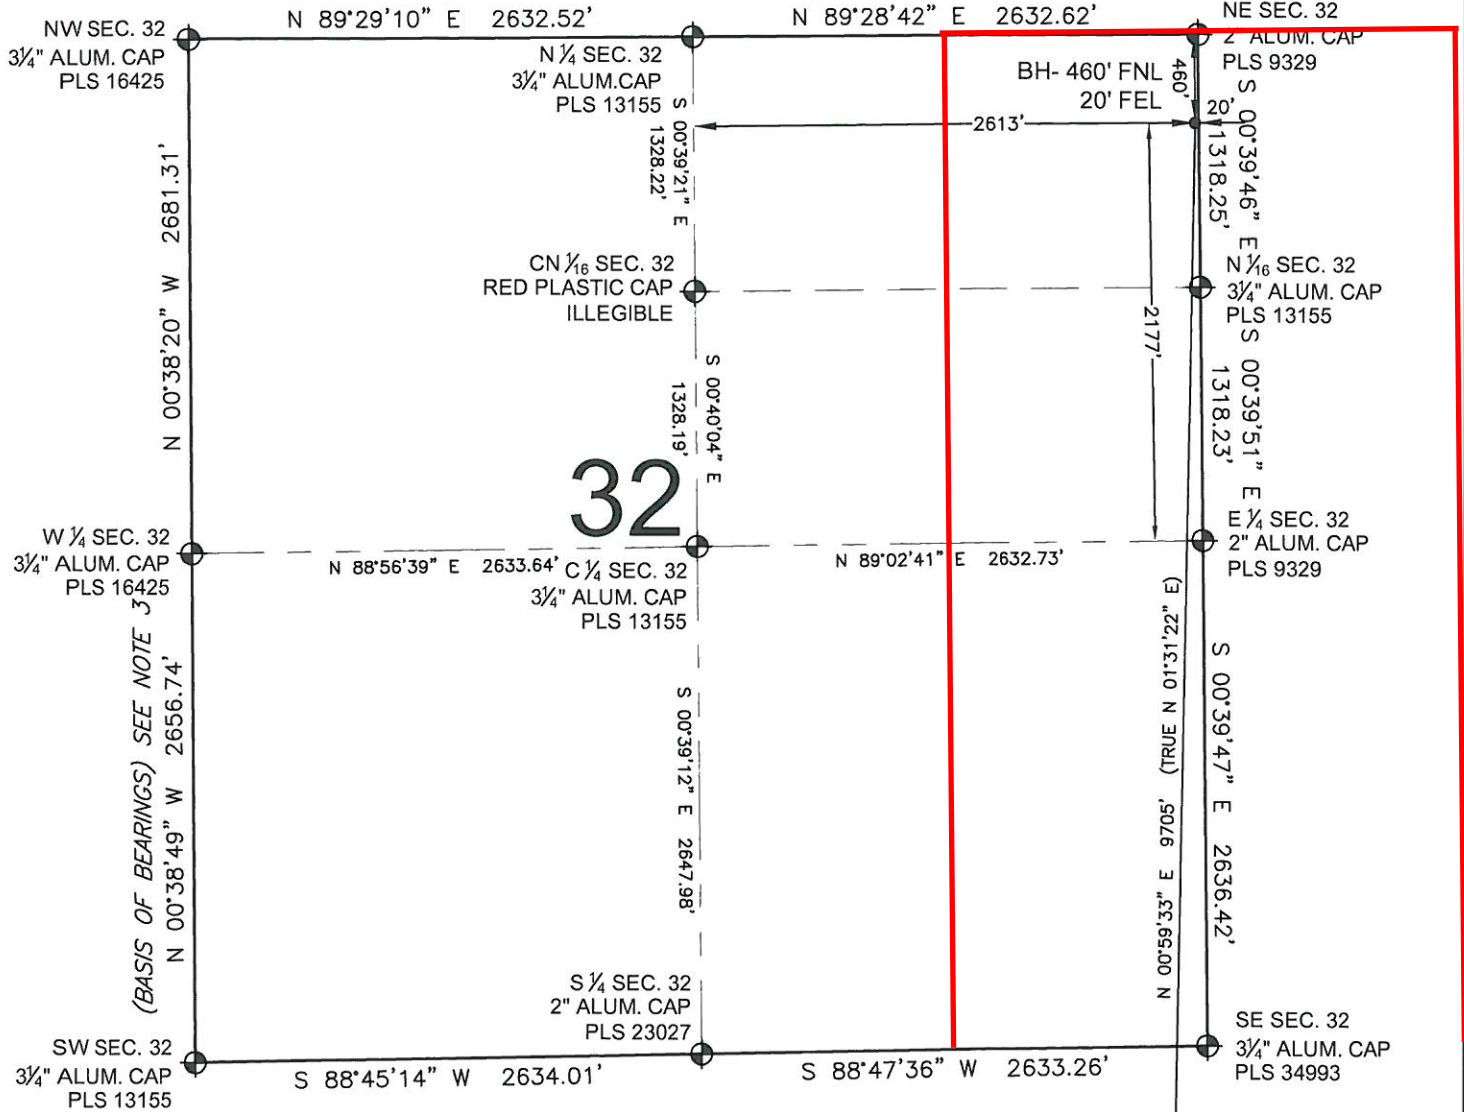 N 89°29'10" E 2632.52'
N 89°28'42" E 2632.62'
NW SEC. 32
3¼" ALUM. CAP
PLS 16425
N ¼ SEC. 32
3¼" ALUM.CAP
PLS 13155
NE SEC. 32
2" ALUM. CAP
PLS 9329
BH- 460' FNL
20' FEL
460'
20'
2613'
S 00°39'21" E
1328.22'
S 00°39'46" E
1318.25'
N 00°38'20" W 2681.31'
CN 1/16 SEC. 32
RED PLASTIC CAP
ILLEGIBLE
N 1/16 SEC. 32
3¼" ALUM. CAP
PLS 13155
2177'
S 00°40'04" E
1328.19'
S 00°39'51" E
1318.23'
32
W ¼ SEC. 32
3¼" ALUM. CAP
PLS 16425
N 88°56'39" E 2633.64'
C ¼ SEC. 32
3¼" ALUM. CAP
PLS 13155
N 89°02'41" E 2632.73'
E ¼ SEC. 32
2" ALUM. CAP
PLS 9329
(BASIS OF BEARINGS) SEE NOTE 3
N 00°38'49" W 2656.74'
S 00°39'12" E 2647.98'
N 00°59'33" E 9705' (TRUE N 01°31'22" E)
S 00°39'47" E 2636.42'
S ¼ SEC. 32
2" ALUM. CAP
PLS 23027
SW SEC. 32
3¼" ALUM. CAP
PLS 13155
S 88°45'14" W 2634.01'
S 88°47'36" W 2633.26'
SE SEC. 32
3¼" ALUM. CAP
PLS 34993